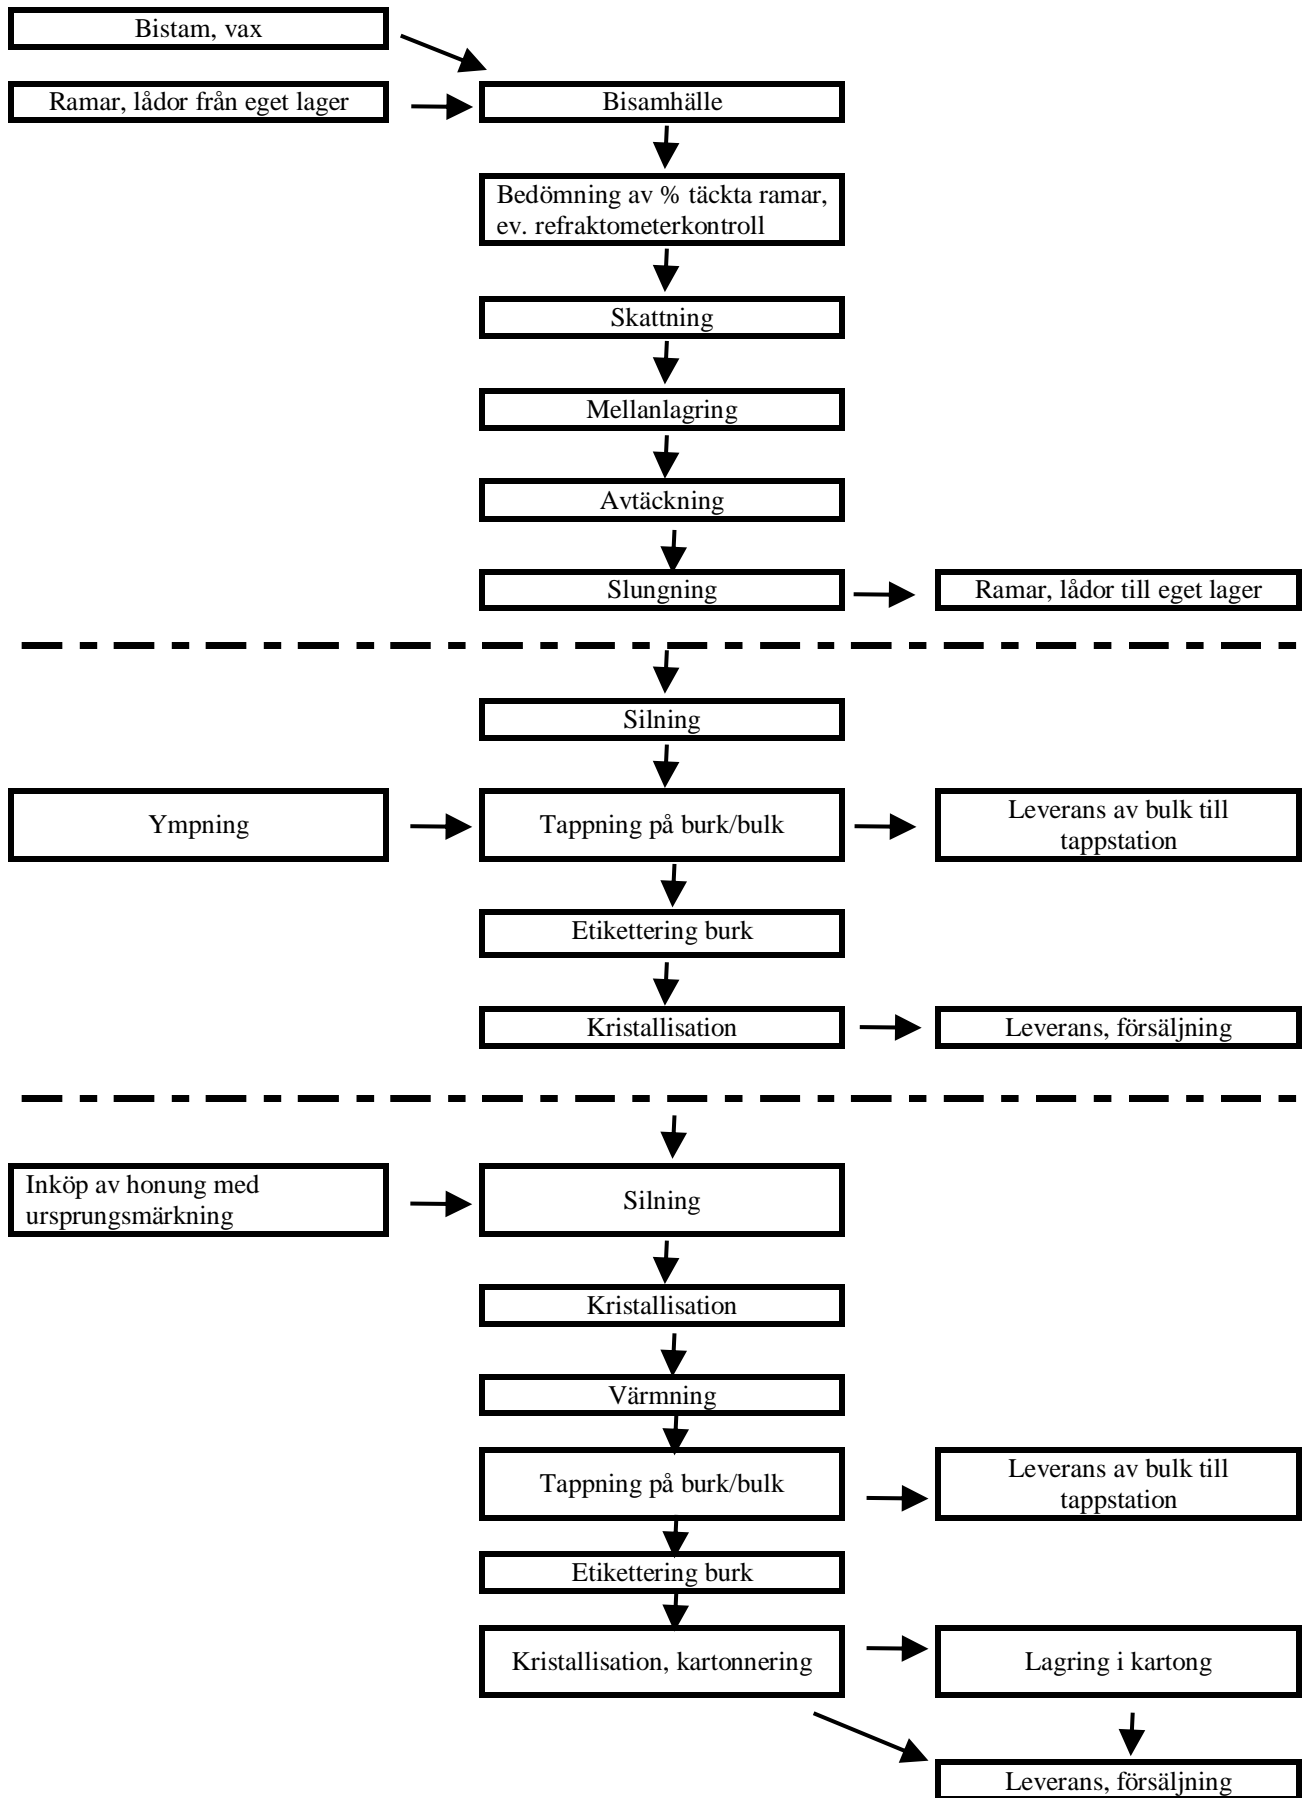 Bistam, vax
Ramar, lådor från eget lager
Bisamhälle
Bedömning av % täckta ramar,
ev. refraktometerkontroll
Skattning
Mellanlagring
Avtäckning
Slungning
Ramar, lådor till eget lager
Silning
Ympning
Tappning på burk/bulk
Leverans av bulk till
tappstation
Etikettering burk
Kristallisation
Leverans, försäljning
Inköp av honung med
ursprungsmärkning
Silning
Kristallisation
Värmning
Tappning på burk/bulk
Leverans av bulk till
tappstation
Etikettering burk
Kristallisation, kartonnering
Lagring i kartong
Leverans, försäljning